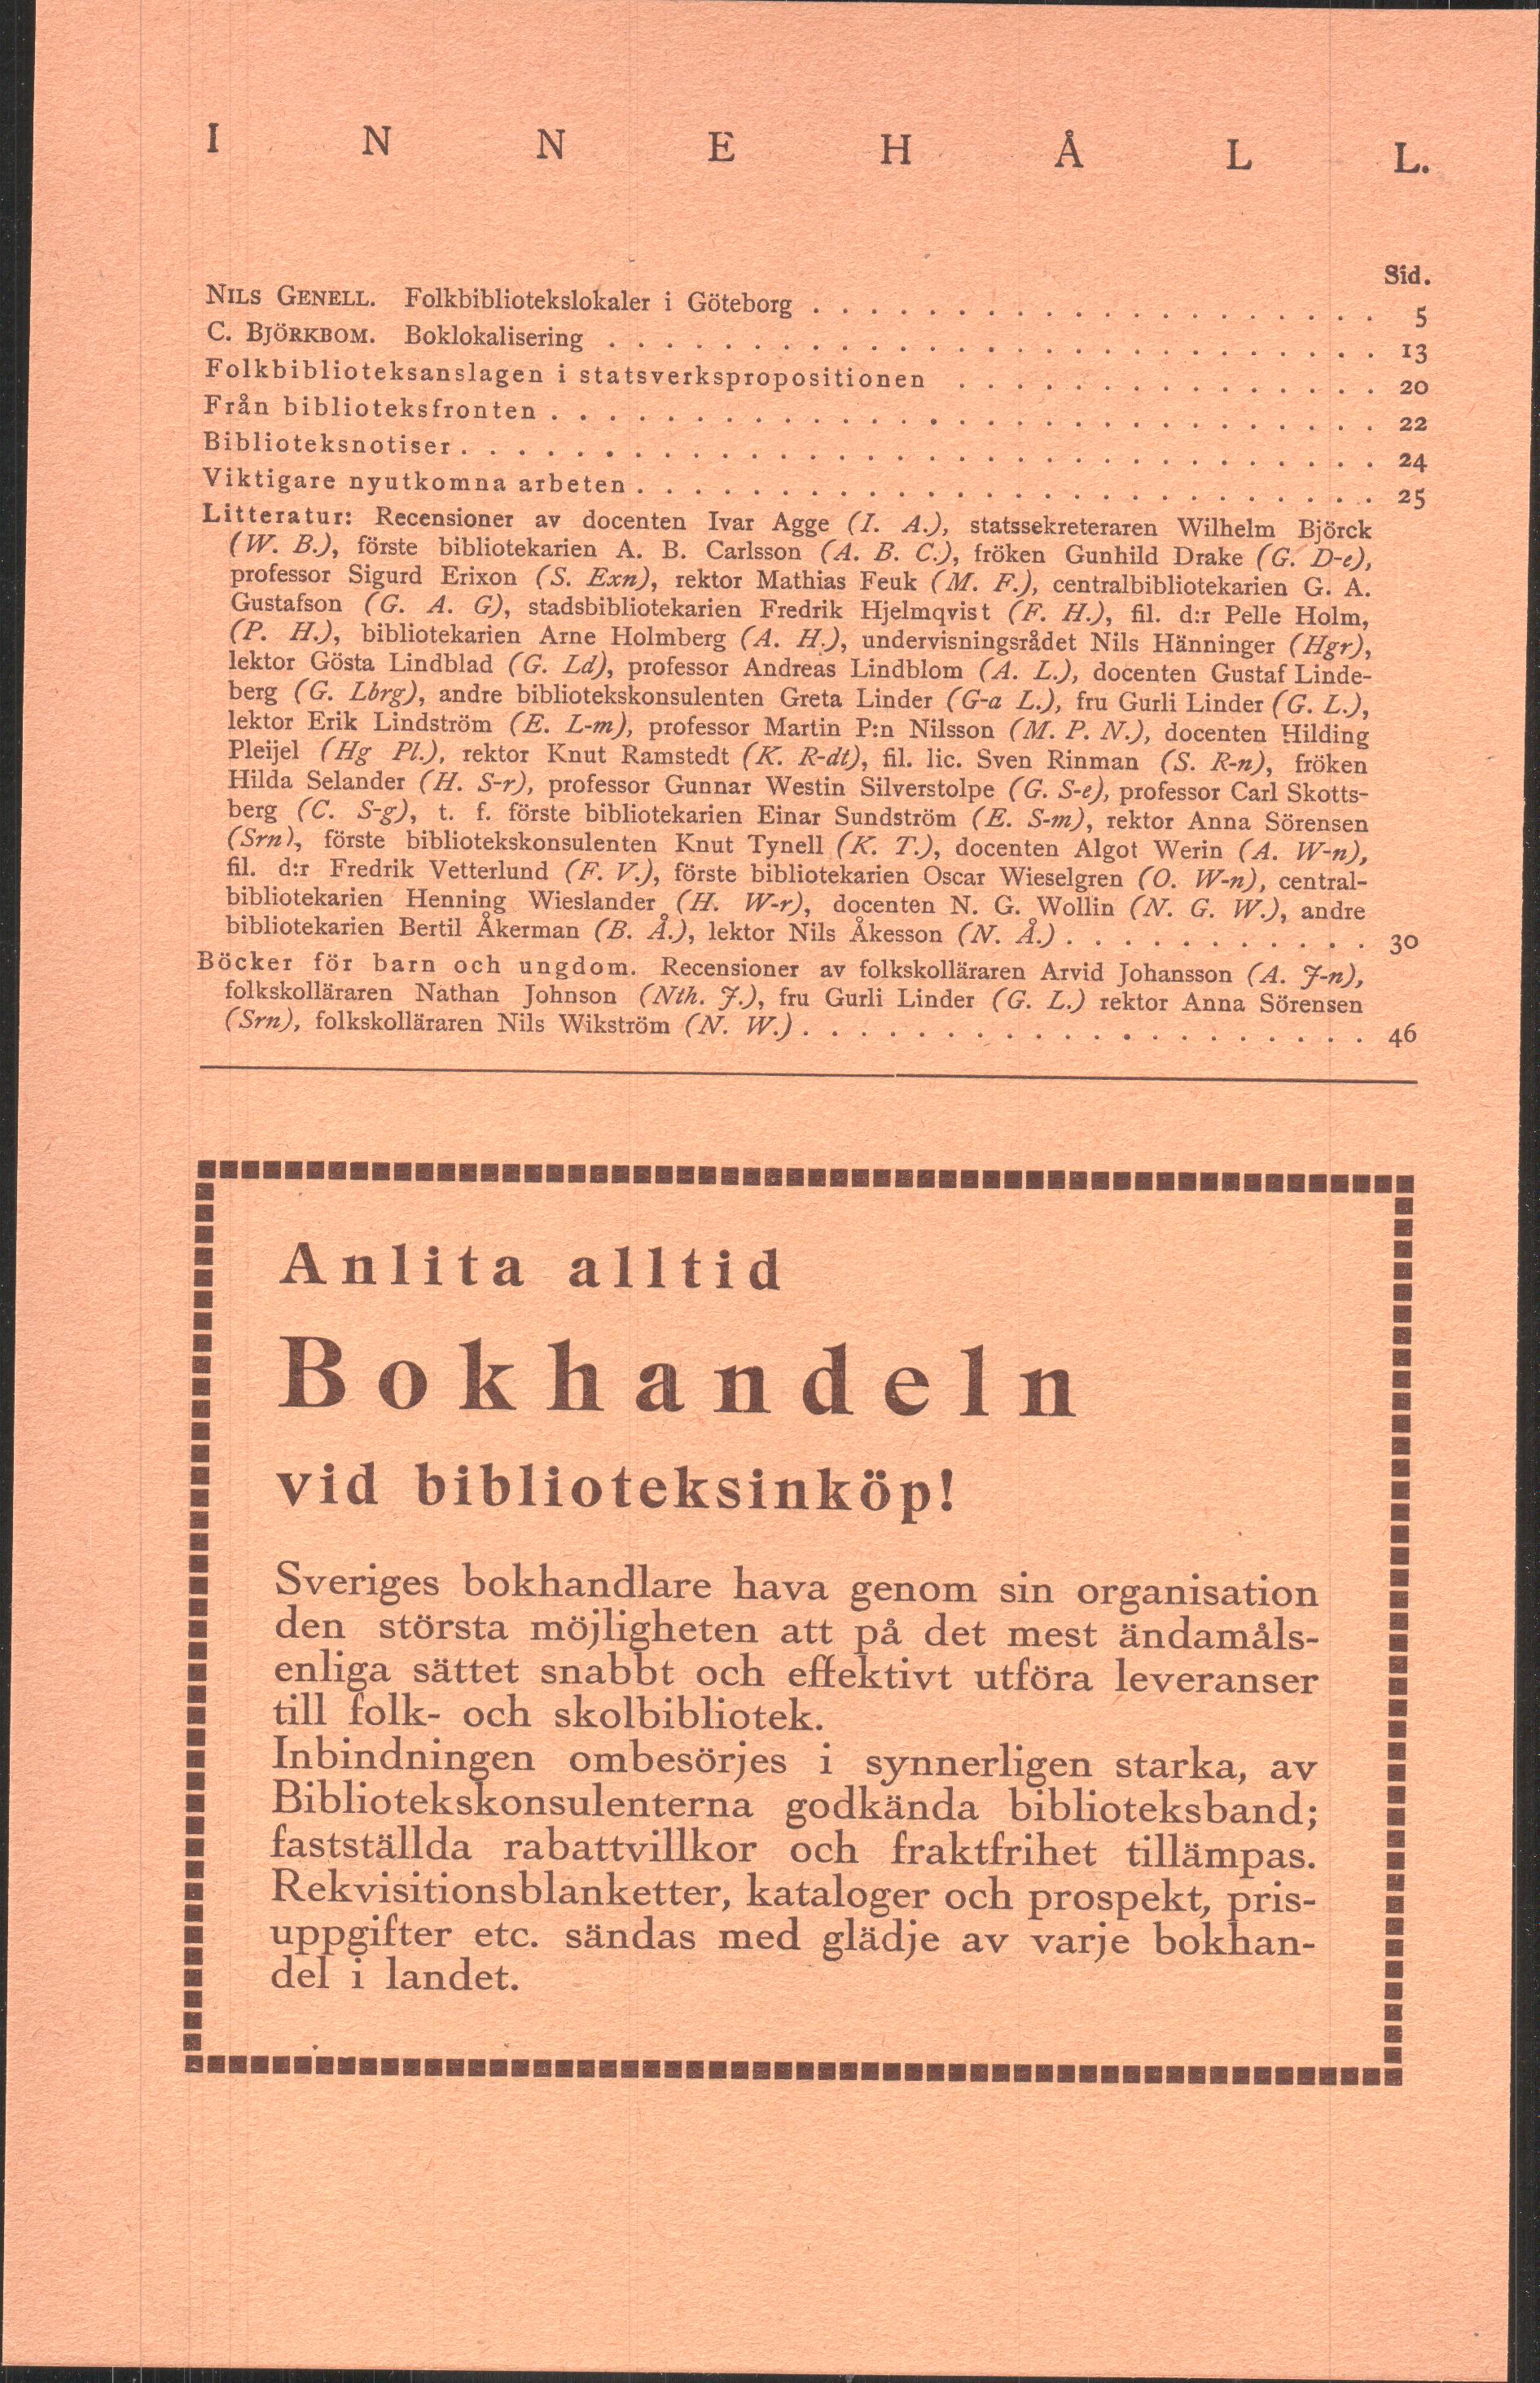 INNEHÅLL.
Sid.
NILS GENELL. Folkbibliotekslokaler i Göteborg . . . . . . . . . . . . . . . . . . . . 5
C. BJÖRKBOM. Boklokalisering . . . . . . . . . . . . . . . . . . . . . . . . . . . 13
Folkbiblioteksanslagen i statsverkspropositionen . . . . . . . . . . . . . . . 20
Från biblioteksfronten . . . . . . . . . . . . . . . . . . . . . . . . . . . . . 22
Biblioteksnotiser . . . . . . . . . . . . . . . . . . . . . . . . . . . . . . . . 24
Viktigare nyutkomna arbeten . . . . . . . . . . . . . . . . . . . . . . . . . . 25
Litteratur: Recensioner av docenten Ivar Agge (I. A.), statssekreteraren Wilhelm Björck
(W. B.), förste bibliotekarien A. B. Carlsson (A. B. C.), fröken Gunhild Drake (G. D-e),
professor Sigurd Erixon (S. Exn), rektor Mathias Feuk (M. F.), centralbibliotekarien G. A.
Gustafson (G. A. G), stadsbibliotekarien Fredrik Hjelmqvist (F. H.), fil. d:r Pelle Holm,
(P. H.), bibliotekarien Arne Holmberg (A. H.), undervisningsrådet Nils Hänninger (Hgr),
lektor Gösta Lindblad (G. Ld), professor Andreas Lindblom (A. L.), docenten Gustaf Linde-
berg (G. Lbrg), andre bibliotekskonsulenten Greta Linder (G-a L.), fru Gurli Linder (G. L.),
lektor Erik Lindström (E. L-m), professor Martin P:n Nilsson (M. P. N.), docenten Hilding
Pleijel (Hg Pl.), rektor Knut Ramstedt (K. R-dt), fil. lic. Sven Rinman (S. R-n), fröken
Hilda Selander (H. S-r), professor Gunnar Westin Silverstolpe (G. S-e), professor Carl Skotts-
berg (C. S-g), t. f. förste bibliotekarien Einar Sundström (E. S-m), rektor Anna Sörensen
(Srn), förste bibliotekskonsulenten Knut Tynell (K. T.), docenten Algot Werin (A. W-n),
fil. d:r Fredrik Vetterlund (F. V.), förste bibliotekarien Oscar Wieselgren (O. W-n), central-
bibliotekarien Henning Wieslander (H. W-r), docenten N. G. Wollin (N. G. W.), andre
bibliotekarien Bertil Åkerman (B. Å.), lektor Nils Åkesson (N. Å.) . . . . . . . . . . . 30
Böcker för barn och ungdom. Recensioner av folkskolläraren Arvid Johansson (A. J-n),
folkskolläraren Nathan Johnson (Nth. J.), fru Gurli Linder (G. L.) rektor Anna Sörensen
(Srn), folkskolläraren Nils Wikström (N. W.) . . . . . . . . . . . . . . . . . . . . 46
Anlita alltid
Bokhandeln
vid biblioteksinköp!
Sveriges bokhandlare hava genom sin organisation
den största möjligheten att på det mest ändamåls-
enliga sättet snabbt och effektivt utföra leveranser
till folk- och skolbibliotek.
Inbindningen ombesörjes i synnerligen starka, av
Bibliotekskonsulenterna godkända biblioteksband;
fastställda rabattvillkor och fraktfrihet tillämpas.
Rekvisitionsblanketter, kataloger och prospekt, pris-
uppgifter etc. sändas med glädje av varje bokhan-
del i landet.